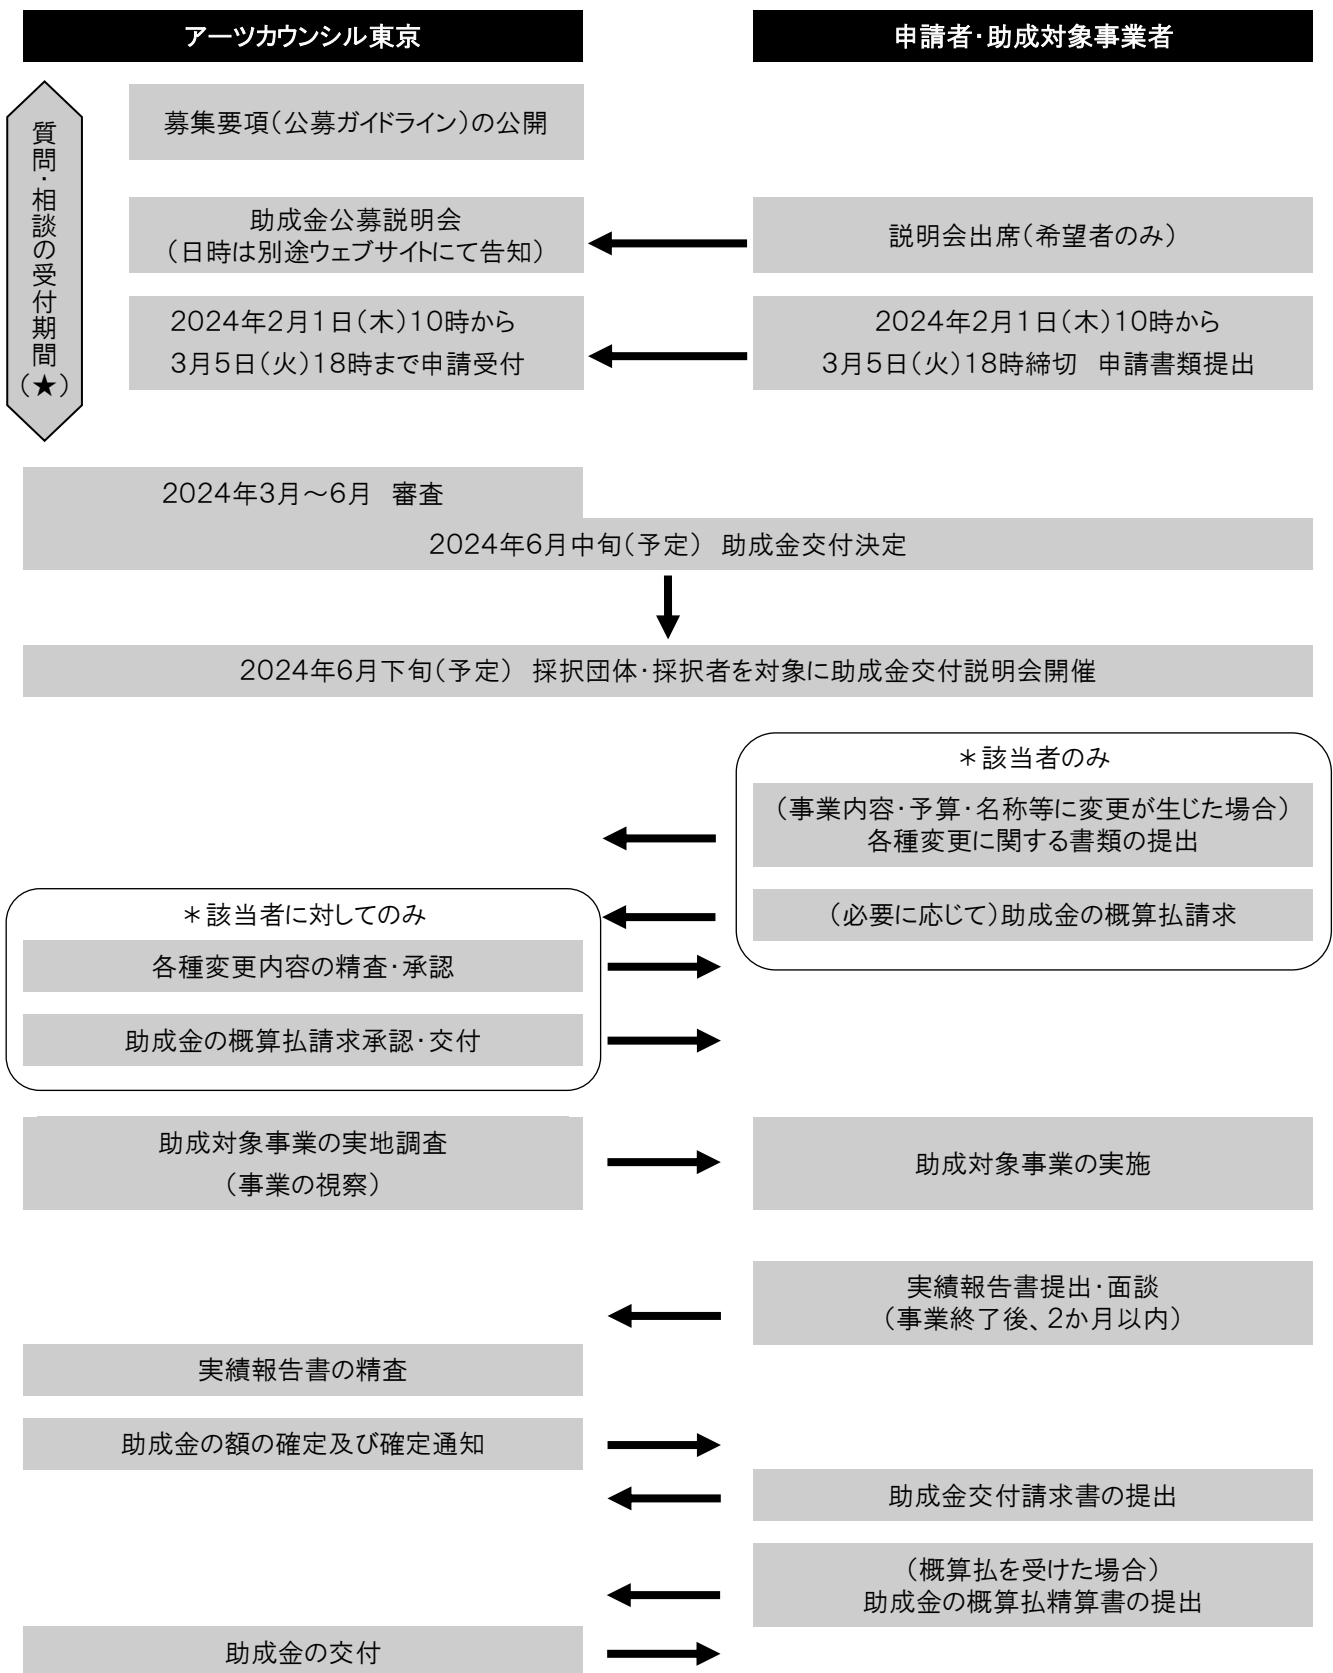 アーツカウンシル東京
申請者・助成対象事業者
質問・相談の受付期間（★）
募集要項（公募ガイドライン）の公開
助成金公募説明会
（日時は別途ウェブサイトにて告知）
説明会出席（希望者のみ）
2024年2月1日（木）10時から
3月5日（火）18時まで申請受付
2024年2月1日（木）10時から
3月5日（火）18時締切　申請書類提出
2024年3月～6月　審査
2024年6月中旬（予定）　助成金交付決定
2024年6月下旬（予定）　採択団体・採択者を対象に助成金交付説明会開催
＊該当者のみ
（事業内容・予算・名称等に変更が生じた場合）
各種変更に関する書類の提出
（必要に応じて）助成金の概算払請求
＊該当者に対してのみ
各種変更内容の精査・承認
助成金の概算払請求承認・交付
助成対象事業の実地調査
（事業の視察）
助成対象事業の実施
実績報告書提出・面談
（事業終了後、2か月以内）
実績報告書の精査
助成金の額の確定及び確定通知
助成金交付請求書の提出
（概算払を受けた場合）
助成金の概算払精算書の提出
助成金の交付